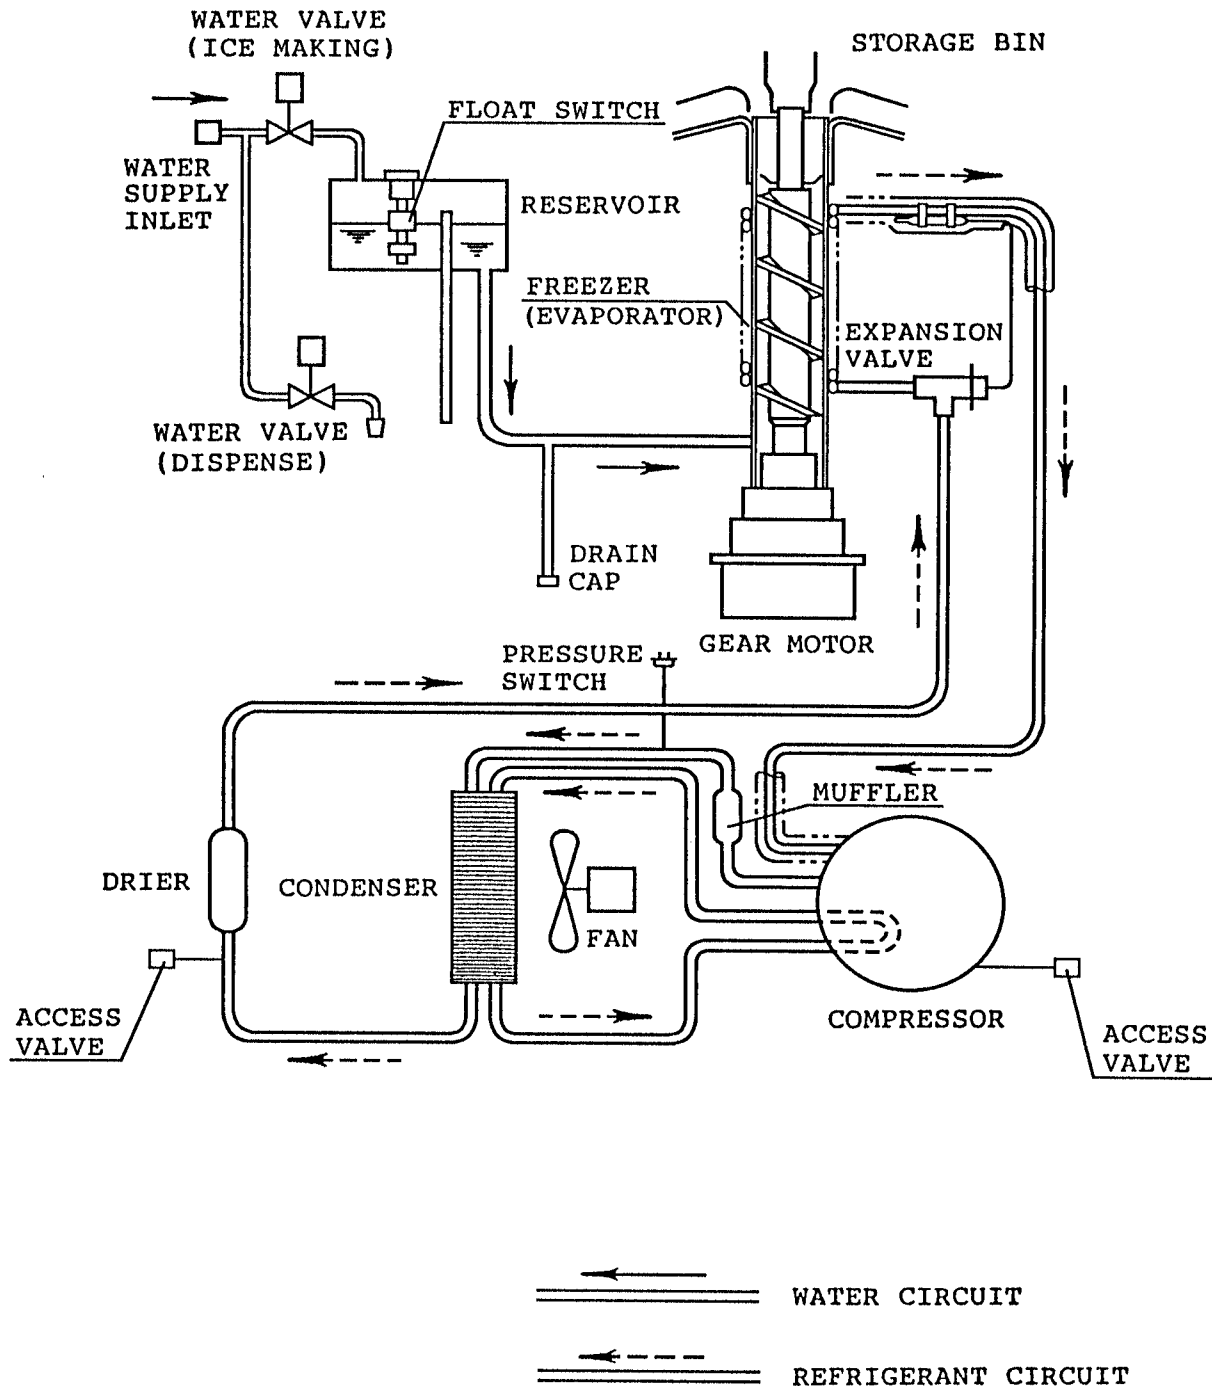 WATER VALVE
(ICE MAKING)
STORAGE BIN
FLOAT SWITCH
WATER
SUPPLY
INLET
RESERVOIR
FREEZER
(EVAPORATOR)
EXPANSION
VALVE
WATER VALVE
(DISPENSE)
DRAIN
CAP
GEAR MOTOR
PRESSURE
SWITCH
MUFFLER
DRIER
CONDENSER
FAN
ACCESS
VALVE
COMPRESSOR
ACCESS
VALVE
WATER CIRCUIT
REFRIGERANT CIRCUIT